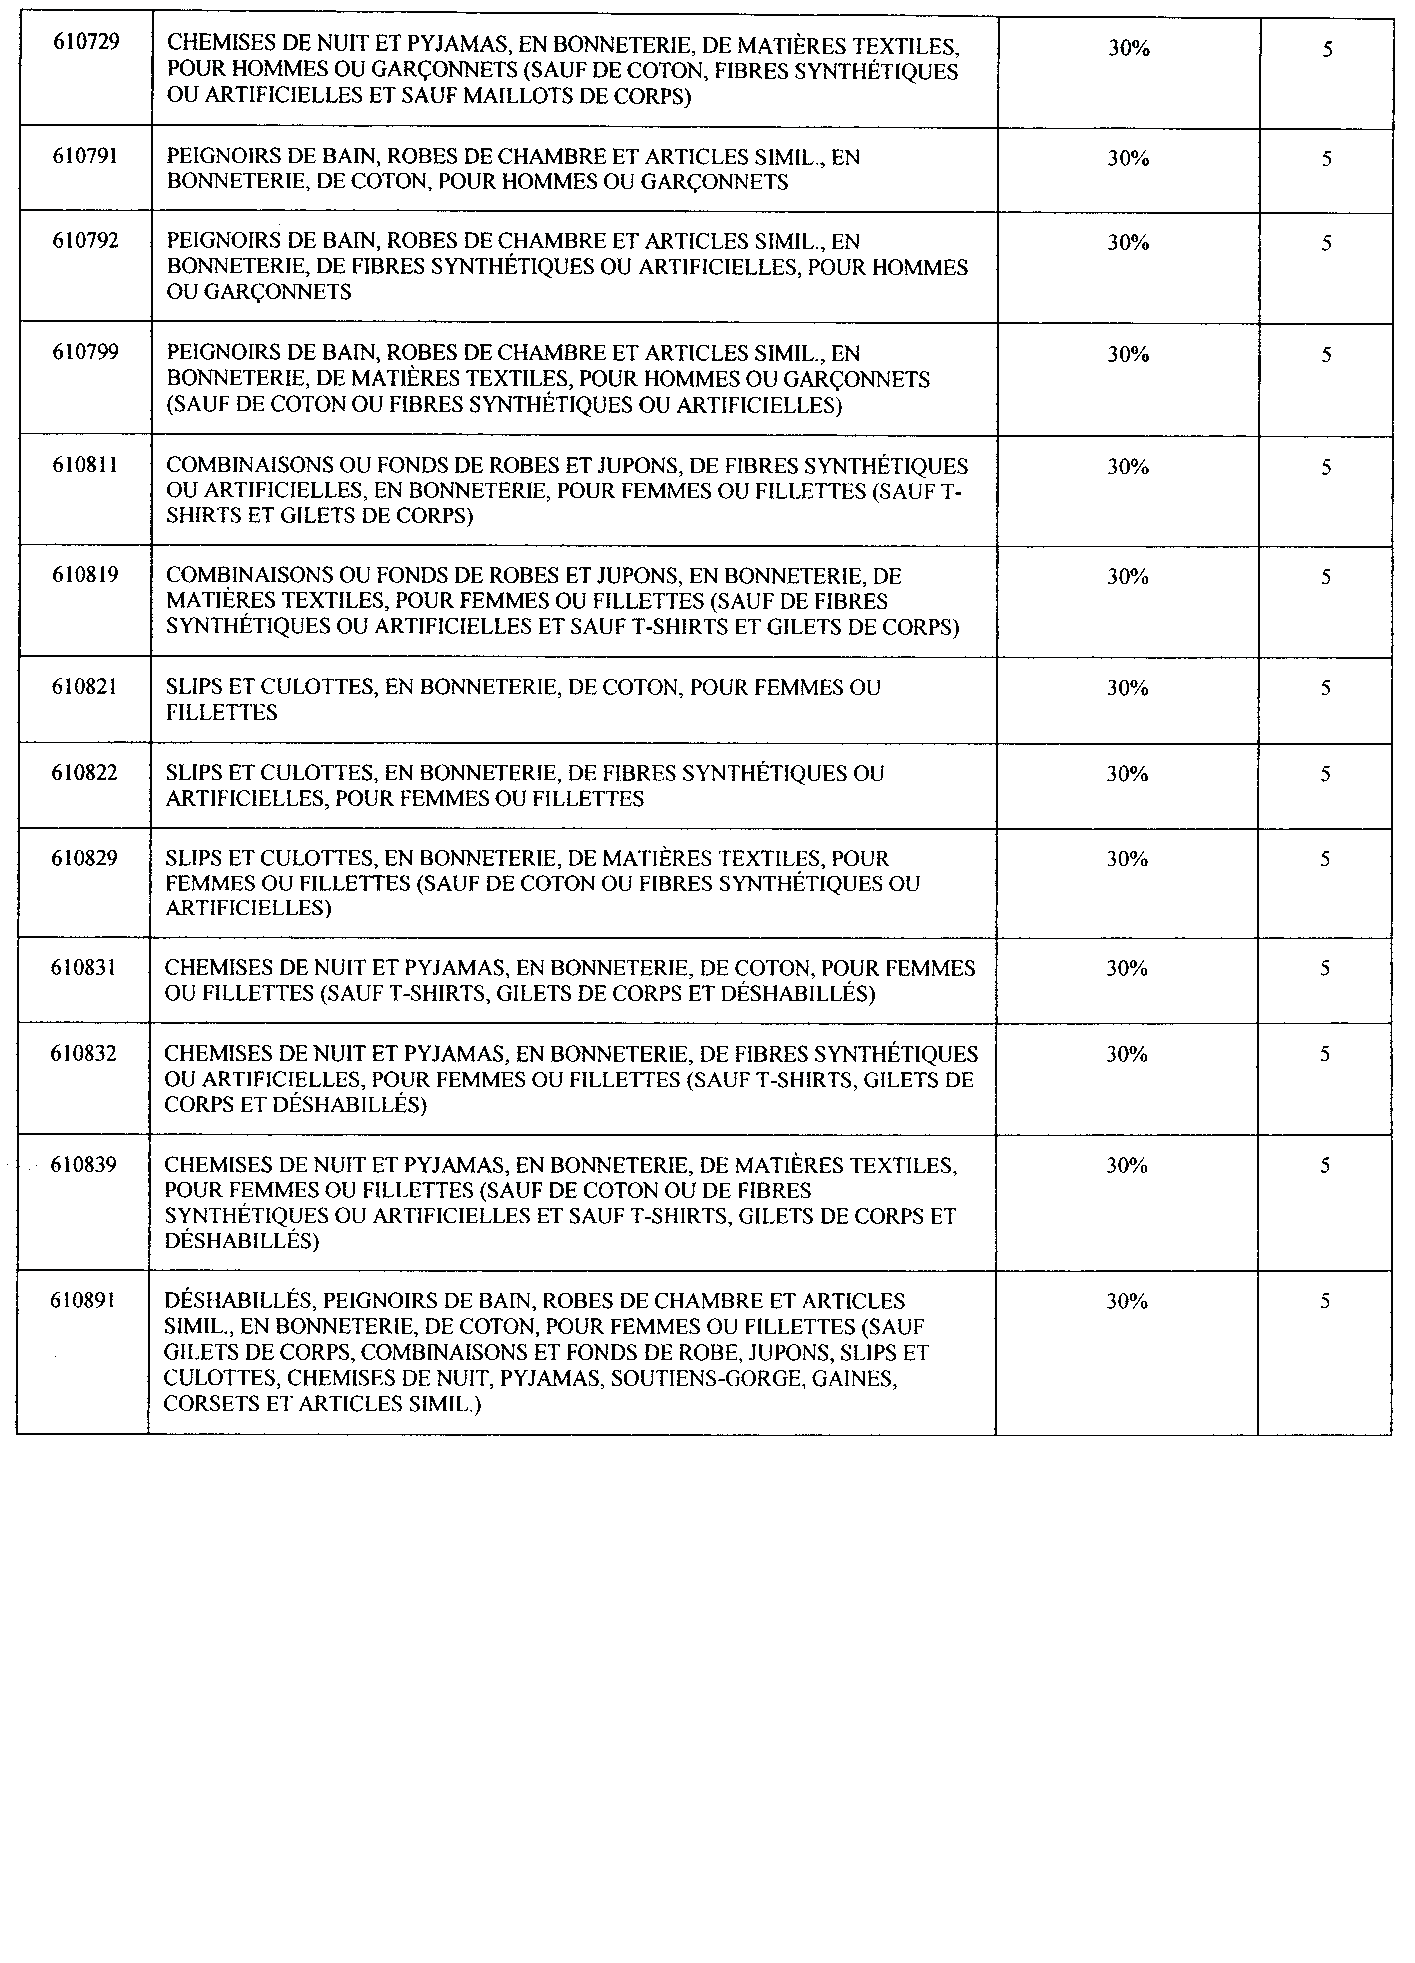 610729 CHEMISES DE NUIT ET PYJAMAS, EN BONNETERIE, DE MATIÈRES TEXTILES, 30% 5
POUR HOMMES OU GARÇONNETS (SAUF DE COTON, FIBRES SYNTHÉTIQUES
OU ARTIFICIELLES ET SAUF MAILLOTS DE CORPS)
610791 PEIGNOIRS DE BAIN, ROBES DE CHAMBRE ET ARTICLES SIMIL., EN 30% 5
BONNETERIE, DE COTON, POUR HOMMES OU GARÇONNETS
610792 PEIGNOIRS DE BAIN, ROBES DE CHAMBRE ET ARTICLES SIMIL., EN 30% 5
BONNETERIE, DE FIBRES SYNTHÉTIQUES OU ARTIFICIELLES, POUR HOMMES
OU GARÇONNETS
610799 PEIGNOIRS DE BAIN, ROBES DE CHAMBRE ET ARTICLES SIMIL., EN 30% 5
BONNETERIE, DE MATIÈRES TEXTILES, POUR HOMMES OU GARÇONNETS
(SAUF DE COTON OU FIBRES SYNTHÉTIQUES OU ARTIFICIELLES)
610811 COMBINAISONS OU FONDS DE ROBES ET JUPONS, DE FIBRES SYNTHÉTIQUES 30% 5
OU ARTIFICIELLES, EN BONNETERIE, POUR FEMMES OU FILLETTES (SAUF T-
SHIRTS ET GILETS DE CORPS)
610819 COMBINAISONS OU FONDS DE ROBES ET JUPONS, EN BONNETERIE, DE 30% 5
MATIÈRES TEXTILES, POUR FEMMES OU FILLETTES (SAUF DE FIBRES
SYNTHÉTIQUES OU ARTIFICIELLES ET SAUF T-SHIRTS ET GILETS DE CORPS)
610821 SLIPS ET CULOTTES, EN BONNETERIE, DE COTON, POUR FEMMES OU 30% 5
FILLETTES
610822 SLIPS ET CULOTTES, EN BONNETERIE, DE FIBRES SYNTHÉTIQUES OU 30% 5
ARTIFICIELLES, POUR FEMMES OU FILLETTES
610829 SLIPS ET CULOTTES, EN BONNETERIE, DE MATIÈRES TEXTILES, POUR 30% 5
FEMMES OU FILLETTES (SAUF DE COTON OU FIBRES SYNTHÉTIQUES OU
ARTIFICIELLES)
610831 CHEMISES DE NUIT ET PYJAMAS, EN BONNETERIE, DE COTON, POUR FEMMES 30% 5
OU FILLETTES (SAUF T-SHIRTS, GILETS DE CORPS ET DÉSHABILLÉS)
610832 CHEMISES DE NUIT ET PYJAMAS, EN BONNETERIE, DE FIBRES SYNTHÉTIQUES 30% 5
OU ARTIFICIELLES, POUR FEMMES OU FILLETTES (SAUF T-SHIRTS, GILETS DE
CORPS ET DÉSHABILLÉS)
610839 CHEMISES DE NUIT ET PYJAMAS, EN BONNETERIE, DE MATIÈRES TEXTILES, 30% 5
POUR FEMMES OU FILLETTES (SAUF DE COTON OU DE FIBRES
SYNTHÉTIQUES OU ARTIFICIELLES ET SAUF T-SHIRTS, GILETS DE CORPS ET
DÉSHABILLÉS)
610891 DÉSHABILLÉS, PEIGNOIRS DE BAIN, ROBES DE CHAMBRE ET ARTICLES 30% 5
SIMIL., EN BONNETERIE, DE COTON, POUR FEMMES OU FILLETTES (SAUF
GILETS DE CORPS, COMBINAISONS ET FONDS DE ROBE, JUPONS, SLIPS ET
CULOTTES, CHEMISES DE NUIT, PYJAMAS, SOUTIENS-GORGE, GAINES,
CORSETS ET ARTICLES SIMIL.)